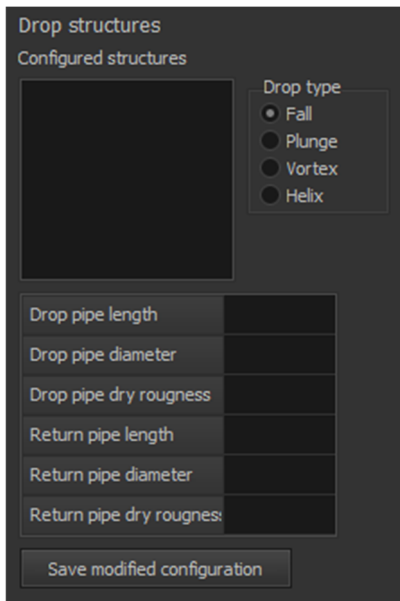 Drop structures
Configured structures
Drop type
Fall
Plunge
Vortex
Helix
Drop pipe length
Drop pipe diameter
Drop pipe dry rougness
Return pipe length
Return pipe diameter
Return pipe dry rougnes
Save modified configuration